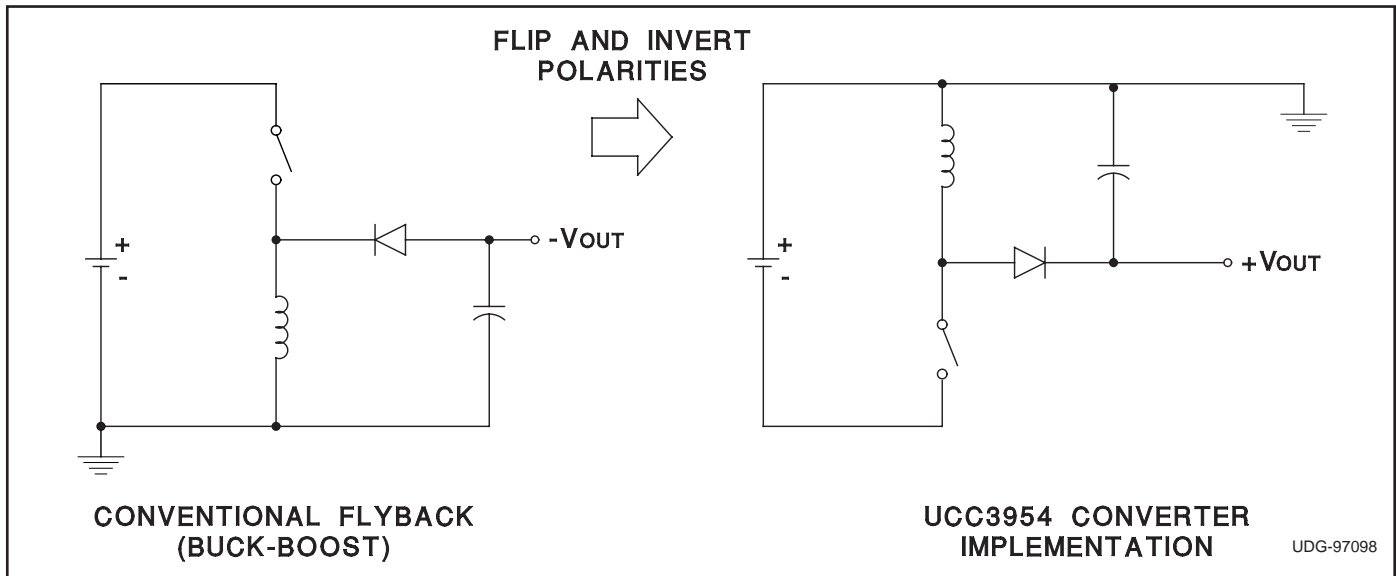 FLIP AND INVERT
POLARITIES
+
-
-VOUT
CONVENTIONAL FLYBACK
(BUCK-BOOST)
+
-
+VOUT
UCC3954 CONVERTER
IMPLEMENTATION
UDG-97098